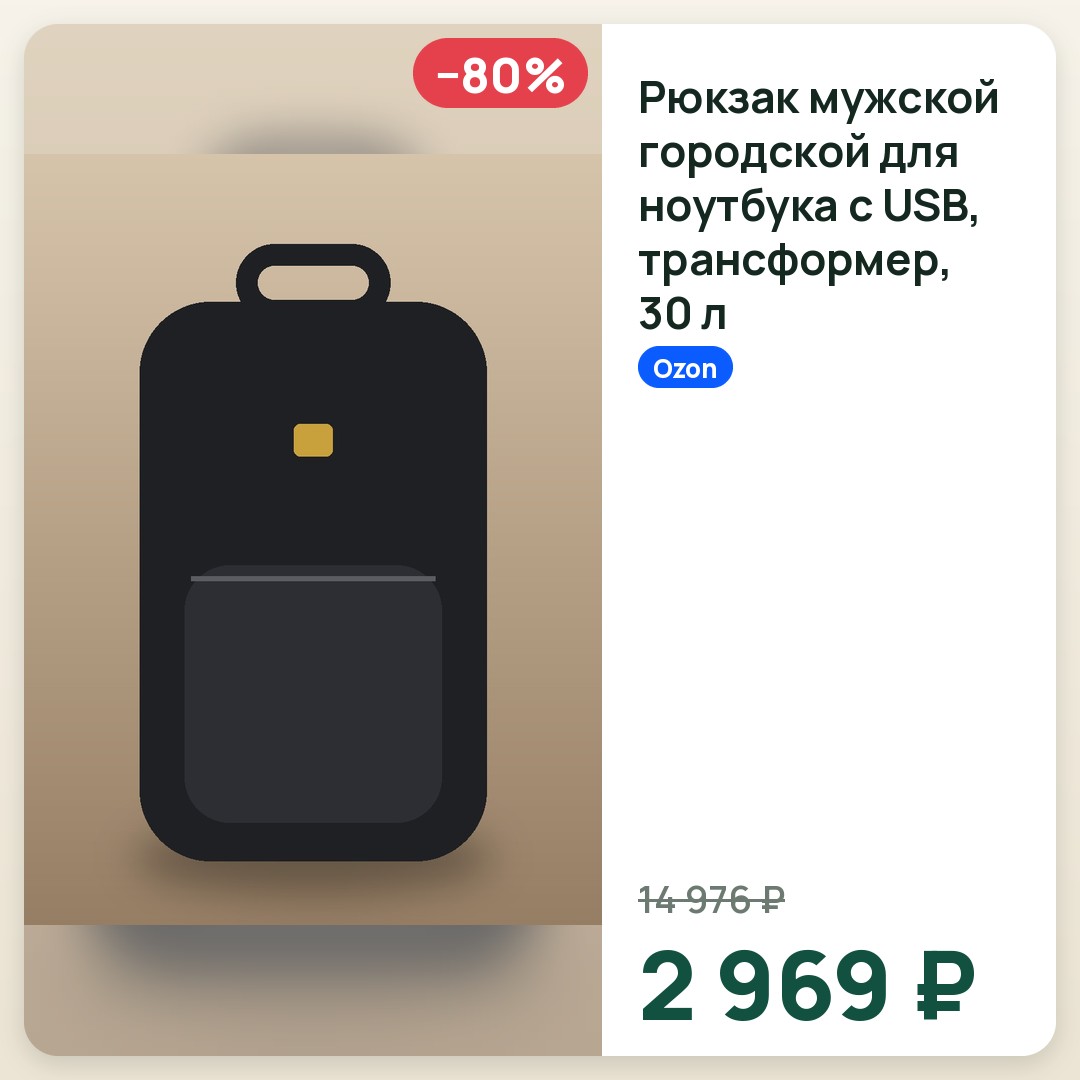 -80%
Рюкзак мужской
городской для
ноутбука с USB,
трансформер,
30 л
Ozon
14 976 ₽
2 969 ₽